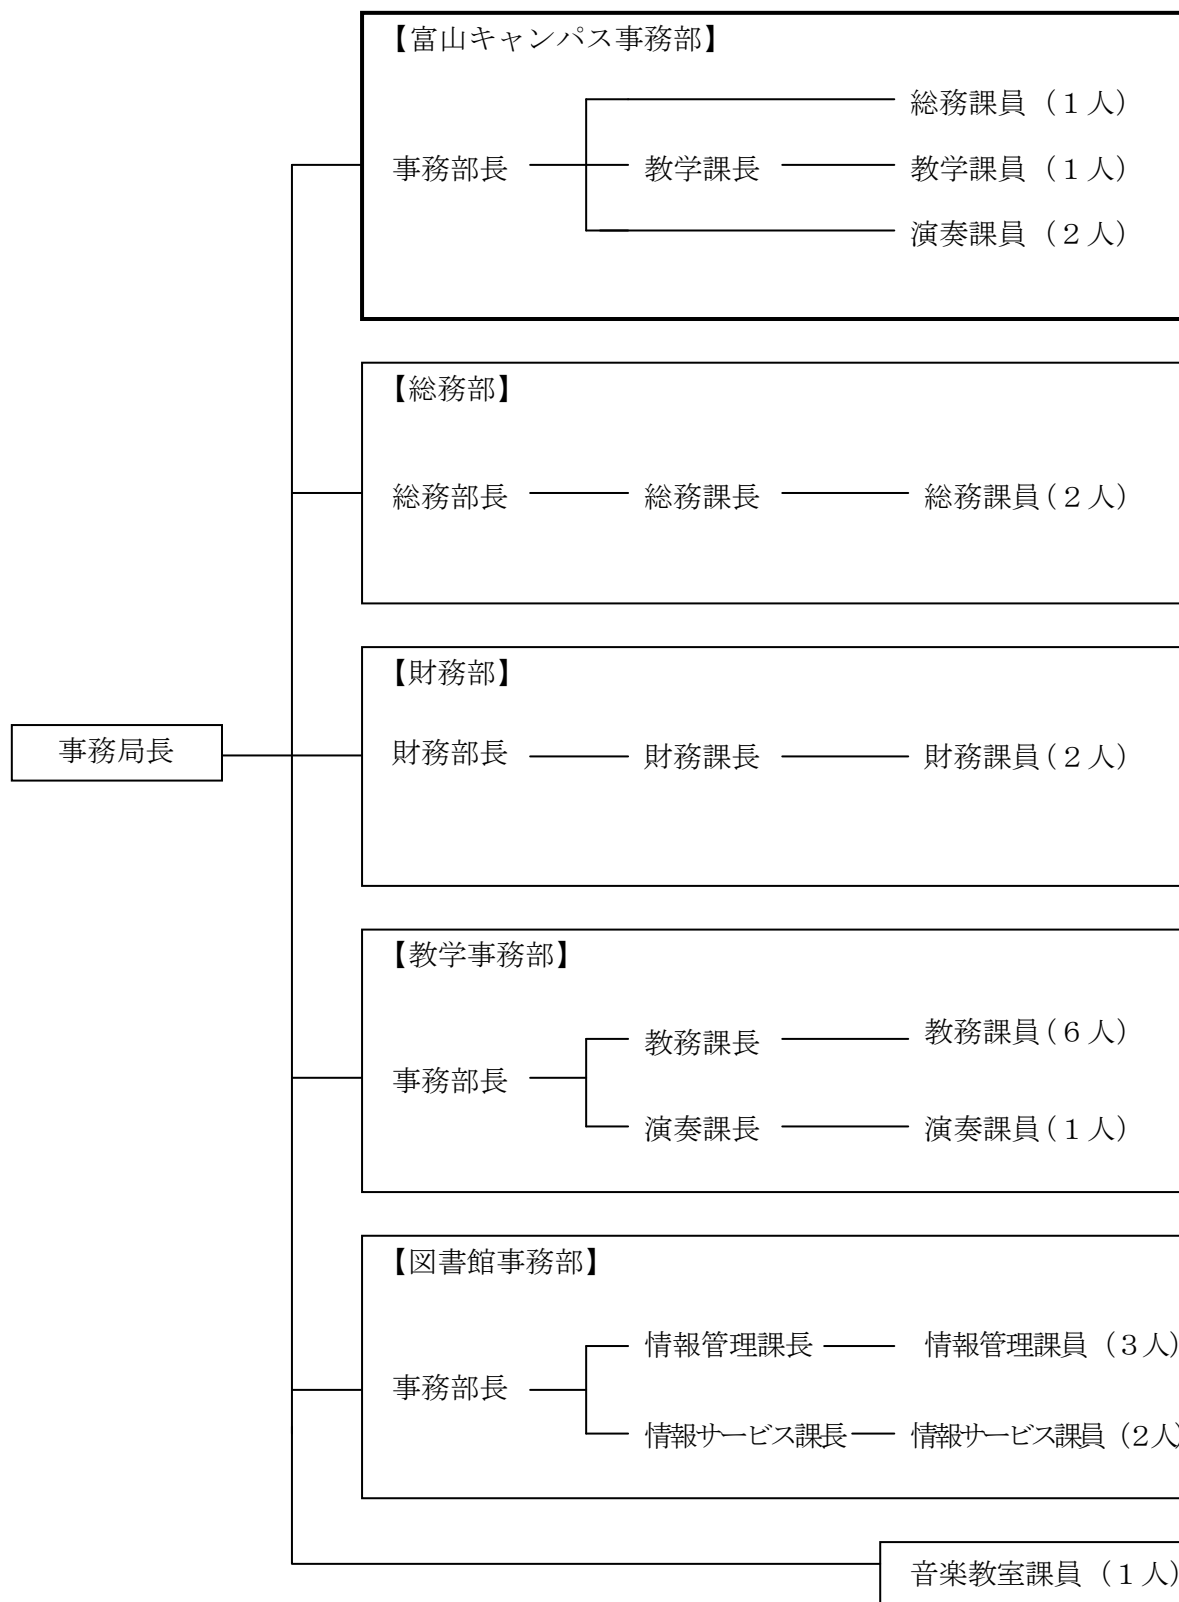 【富山キャンパス事務部】
総務課員（１人）
事務部長 教学課長 教学課員（１人）
演奏課員（２人）
【総務部】
総務部長 総務課長 総務課員(２人）
【財務部】
事務局長 財務部長 財務課長 財務課員(２人）
【教学事務部】
教務課長 教務課員(６人）
事務部長
演奏課長 演奏課員(１人）
【図書館事務部】
情報管理課長 情報管理課員（３人）
事務部長
情報サービス課長 情報サービス課員（２人）
音楽教室課員（１人）